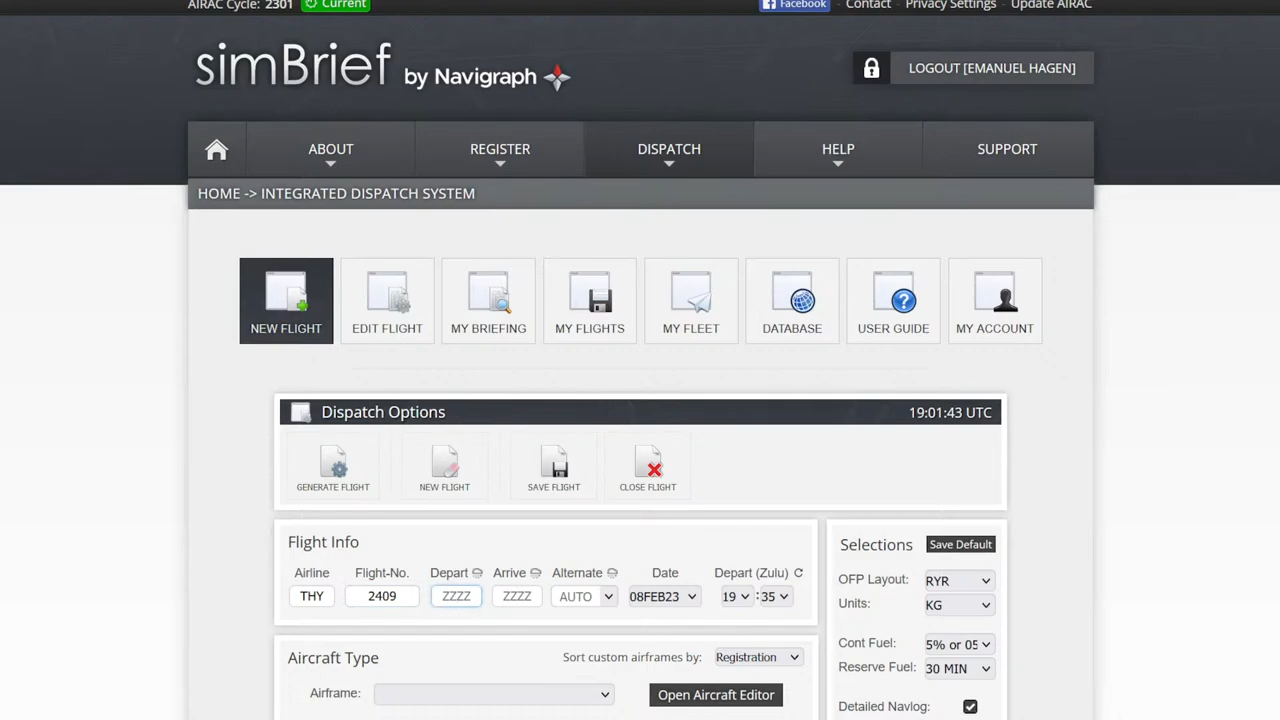 AIRAC Cycle: 2301 Current Facebook - Contact - Privacy Settings - Update AIRAC
simBrief by Navigraph
LOGOUT [EMANUEL HAGEN]
ABOUT REGISTER DISPATCH HELP SUPPORT
HOME -> INTEGRATED DISPATCH SYSTEM
NEW FLIGHT EDIT FLIGHT MY BRIEFING MY FLIGHTS MY FLEET DATABASE USER GUIDE MY ACCOUNT
Dispatch Options 19:01:43 UTC
GENERATE FLIGHT NEW FLIGHT SAVE FLIGHT CLOSE FLIGHT
Flight Info
Airline Flight-No. Depart Arrive Alternate Date Depart (Zulu)
THY 2409 ZZZZ ZZZZ AUTO 08FEB23 19 : 35
Selections Save Default
OFP Layout: RYR
Units: KG
Cont Fuel: 5% or 05
Reserve Fuel: 30 MIN
Detailed Navlog:
Aircraft Type Sort custom airframes by: Registration
Airframe: Open Aircraft Editor